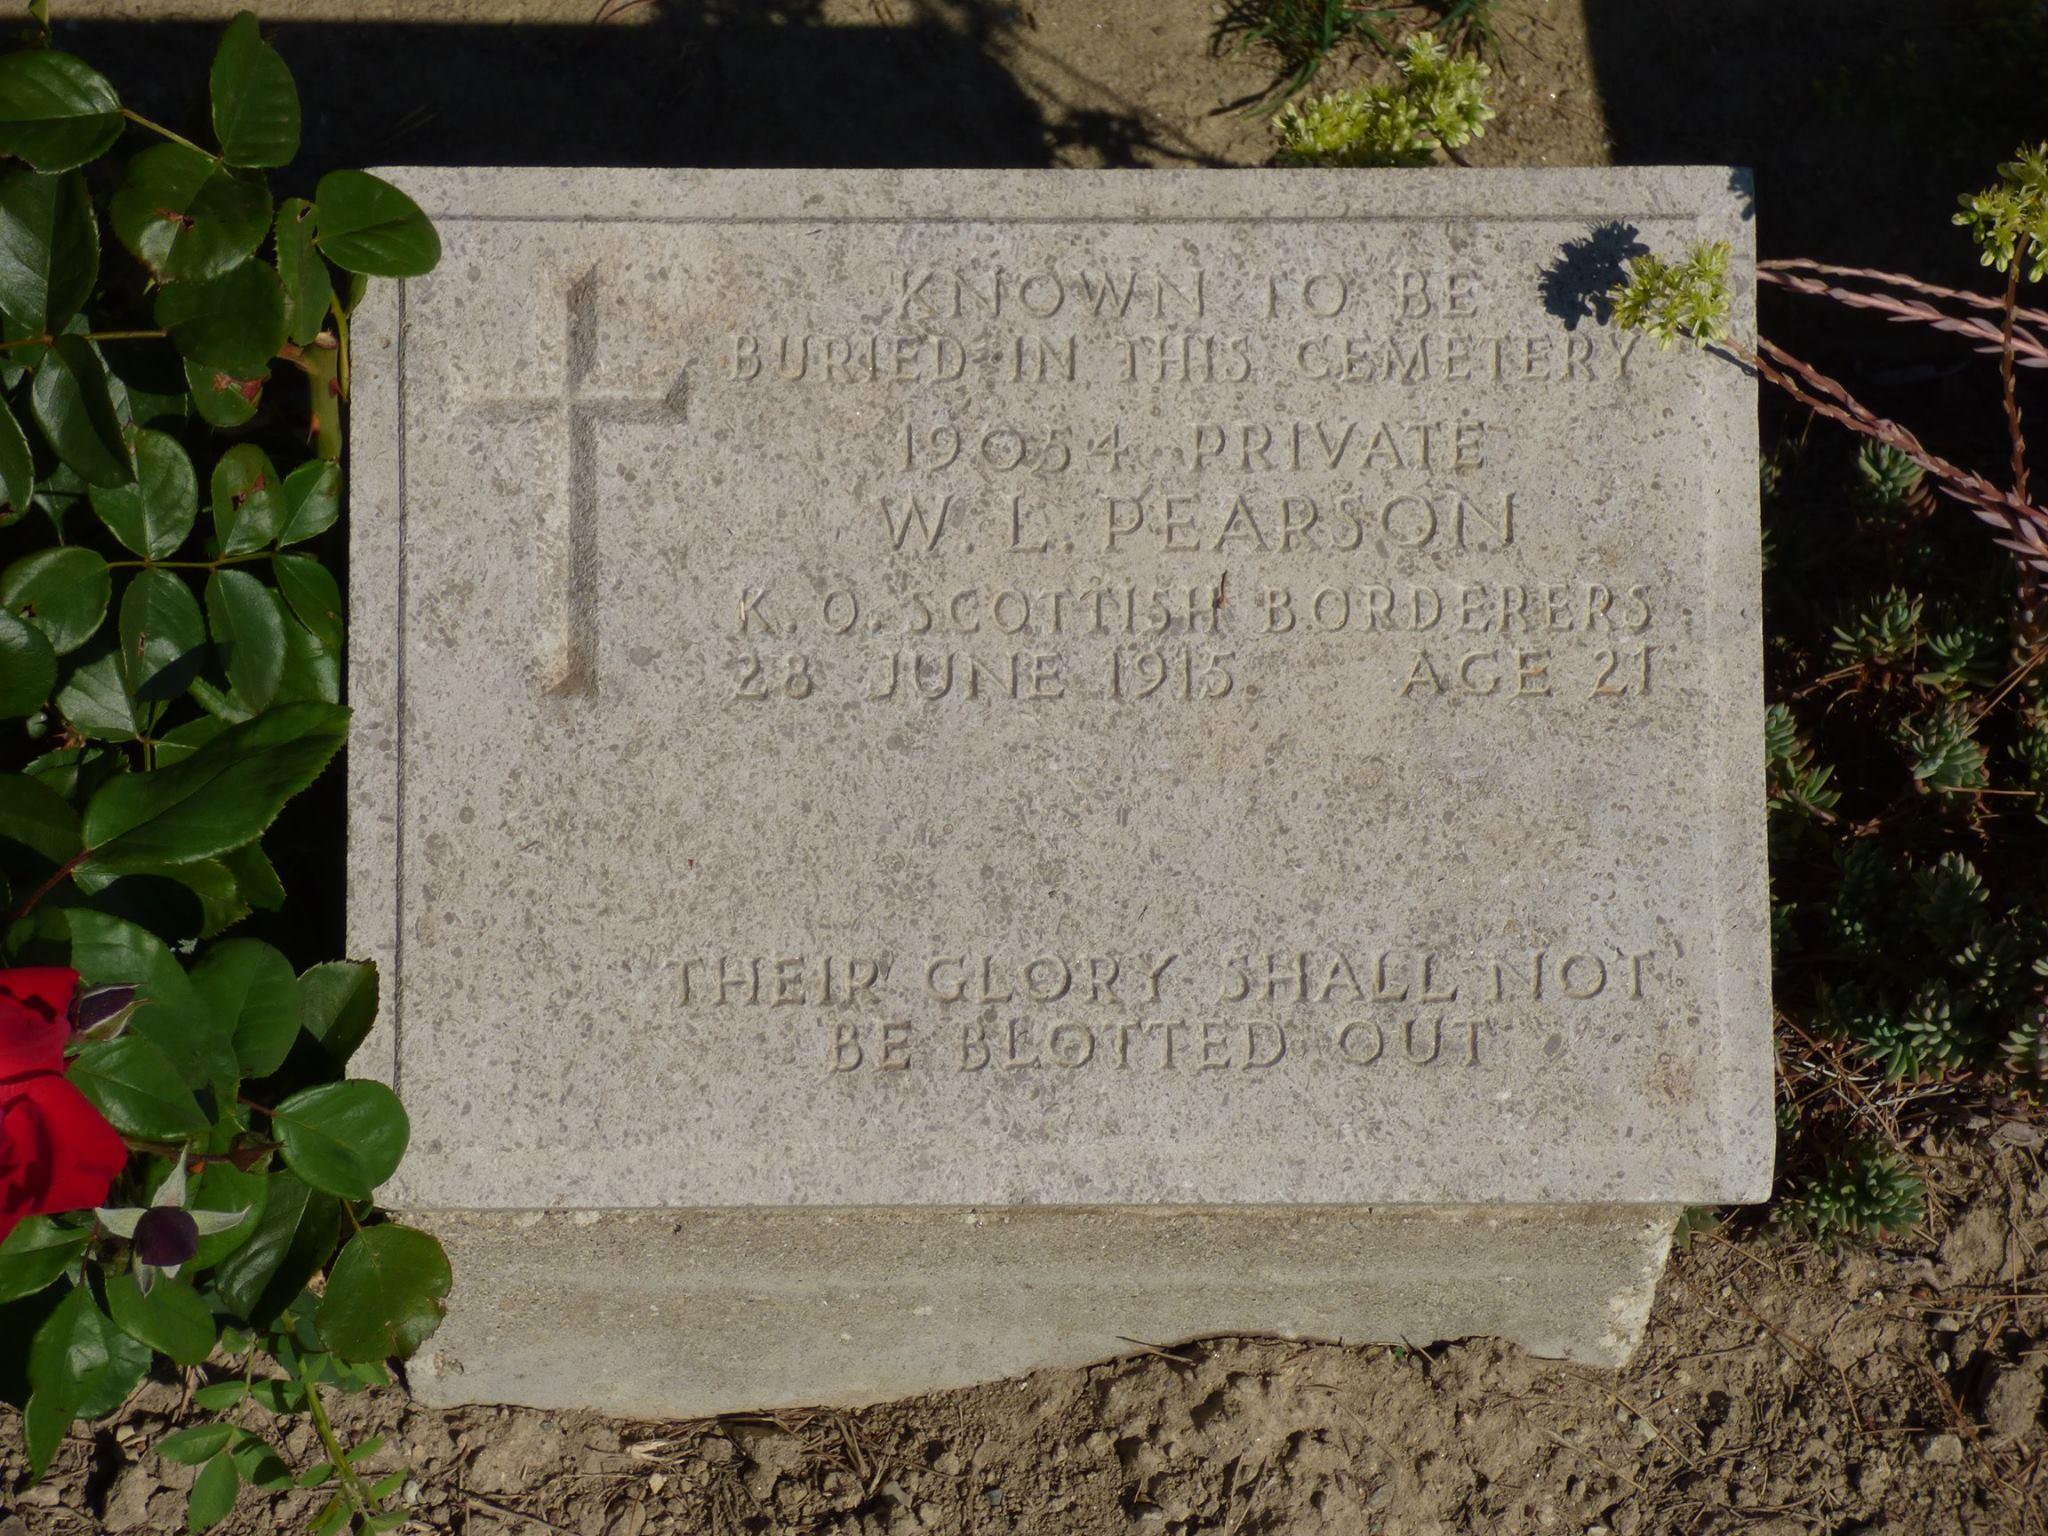 KNOWN TO BE
BURIED IN THIS CEMETERY
19054 PRIVATE
W. L. PEARSON
K. O. SCOTTISH BORDERERS
28 JUNE 1915 AGE 21
THEIR GLORY SHALL NOT
BE BLOTTED OUT